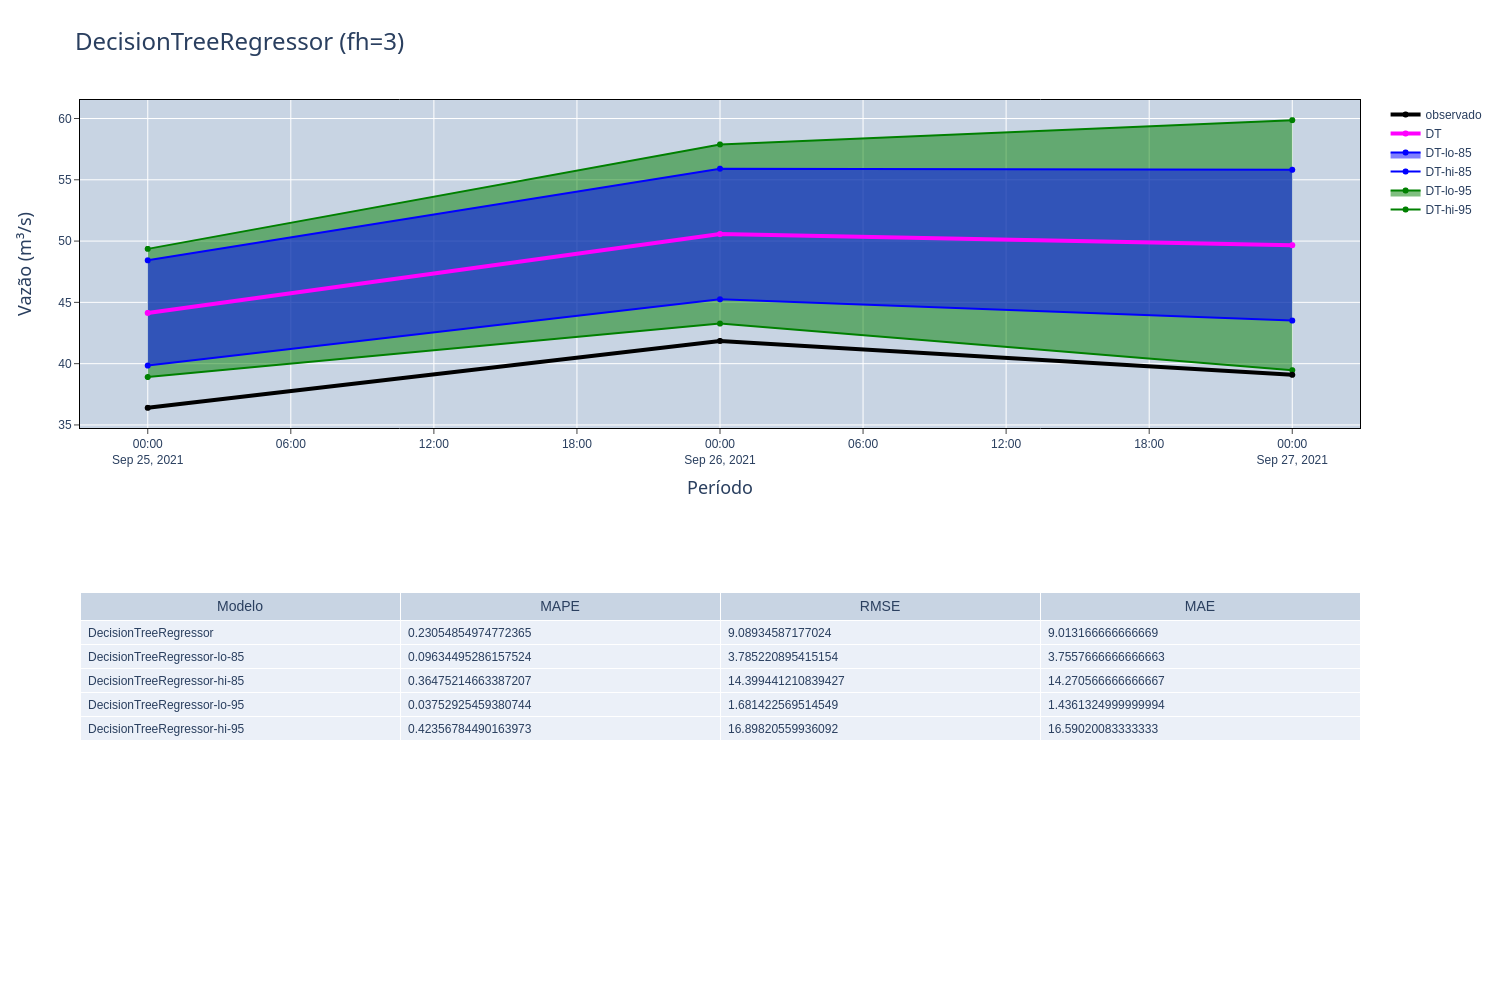 DecisionTreeRegressor (fh=3)
60
55
50
45
40
35
Vazão (m³/s)
00:00 06:00 12:00 18:00 00:00 06:00 12:00 18:00 00:00
Sep 25, 2021 Sep 26, 2021 Sep 27, 2021
Período
observado
DT
DT-lo-85
DT-hi-85
DT-lo-95
DT-hi-95
Modelo MAPE RMSE MAE
DecisionTreeRegressor 0.23054854974772365 9.08934587177024 9.013166666666669
DecisionTreeRegressor-lo-85 0.09634495286157524 3.785220895415154 3.7557666666666663
DecisionTreeRegressor-hi-85 0.36475214663387207 14.399441210839427 14.270566666666667
DecisionTreeRegressor-lo-95 0.03752925459380744 1.681422569514549 1.4361324999999994
DecisionTreeRegressor-hi-95 0.42356784490163973 16.89820559936092 16.59020083333333